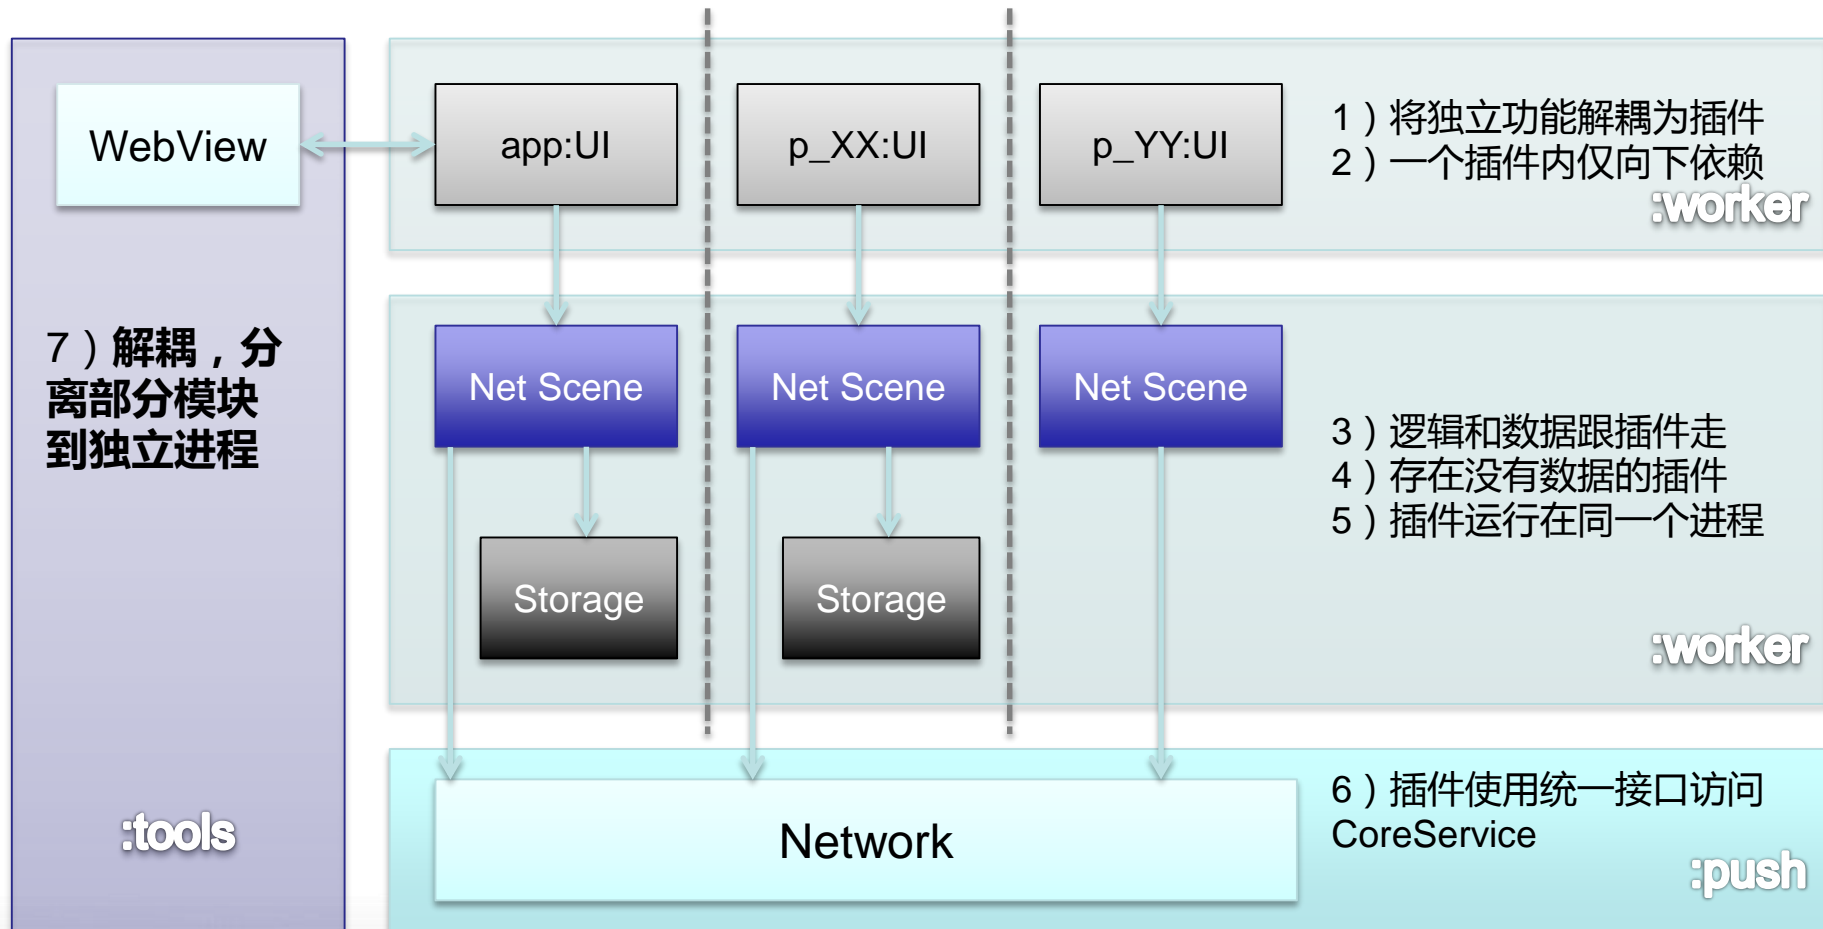 WebView
app:UI
p_XX:UI
p_YY:UI
1）将独立功能解耦为插件
2）一个插件内仅向下依赖
:worker
7）解耦，分
离部分模块
到独立进程
Net Scene
Net Scene
Net Scene
3）逻辑和数据跟插件走
4）存在没有数据的插件
5）插件运行在同一个进程
Storage
Storage
:worker
:tools
Network
6）插件使用统一接口访问
CoreService
:push